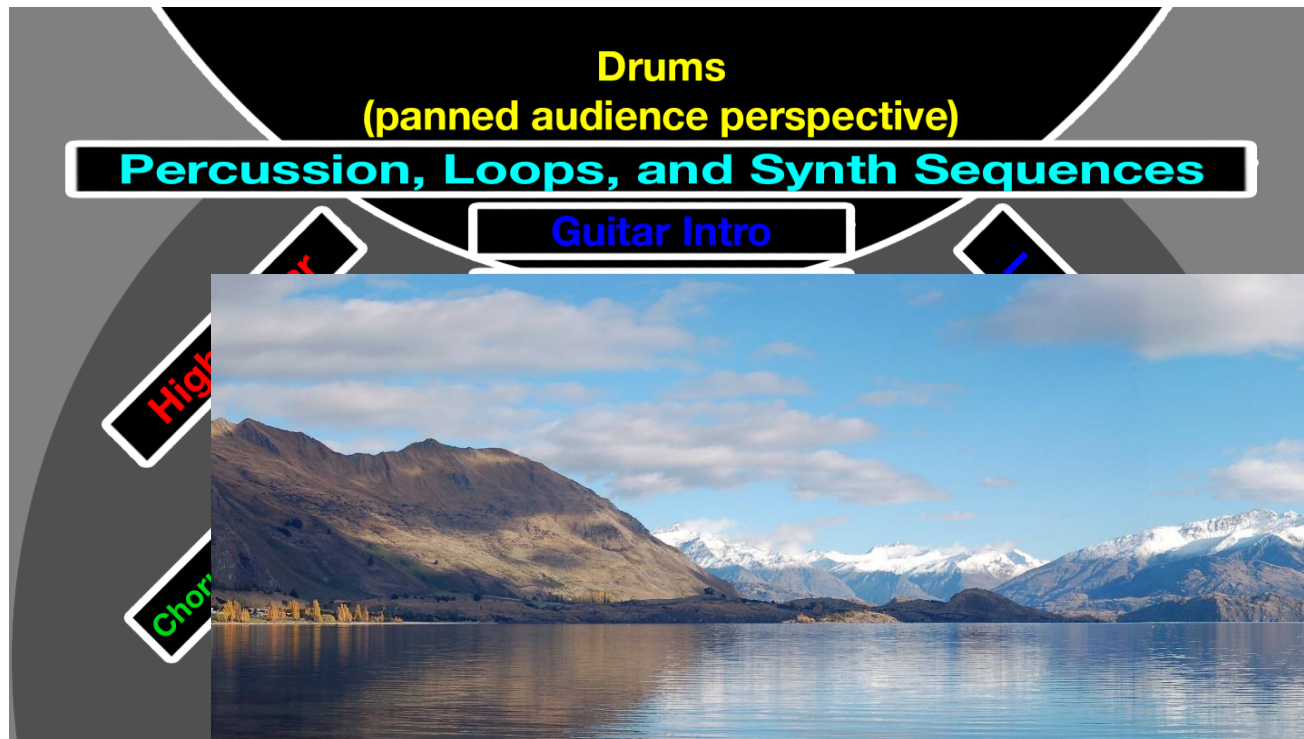 Drums
(panned audience perspective)
Percussion, Loops, and Synth Sequences
Guitar Intro